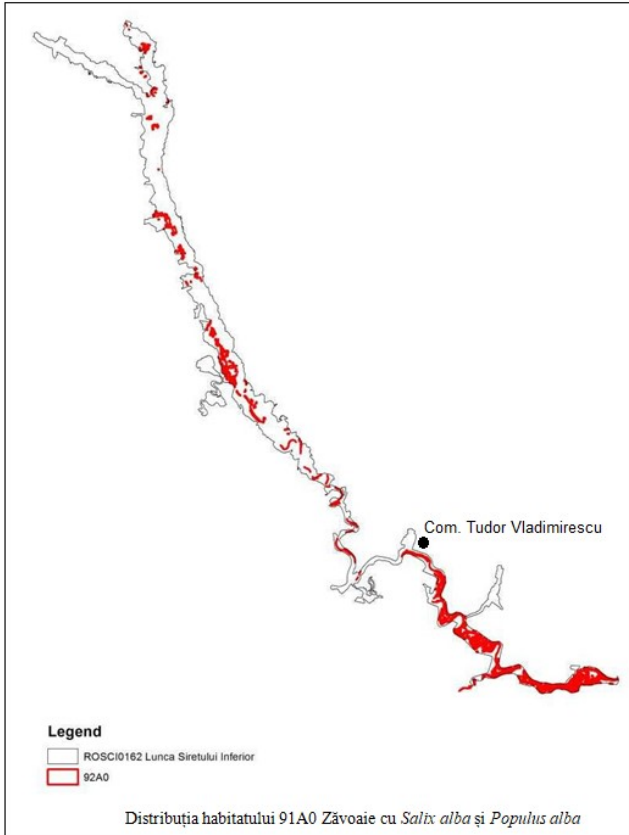 Com. Tudor Vladimirescu
Legend
ROSCI0162 Lunca Siretului Inferior
92A0
Distribuția habitatului 91A0 Zăvoaie cu Salix alba și Populus alba